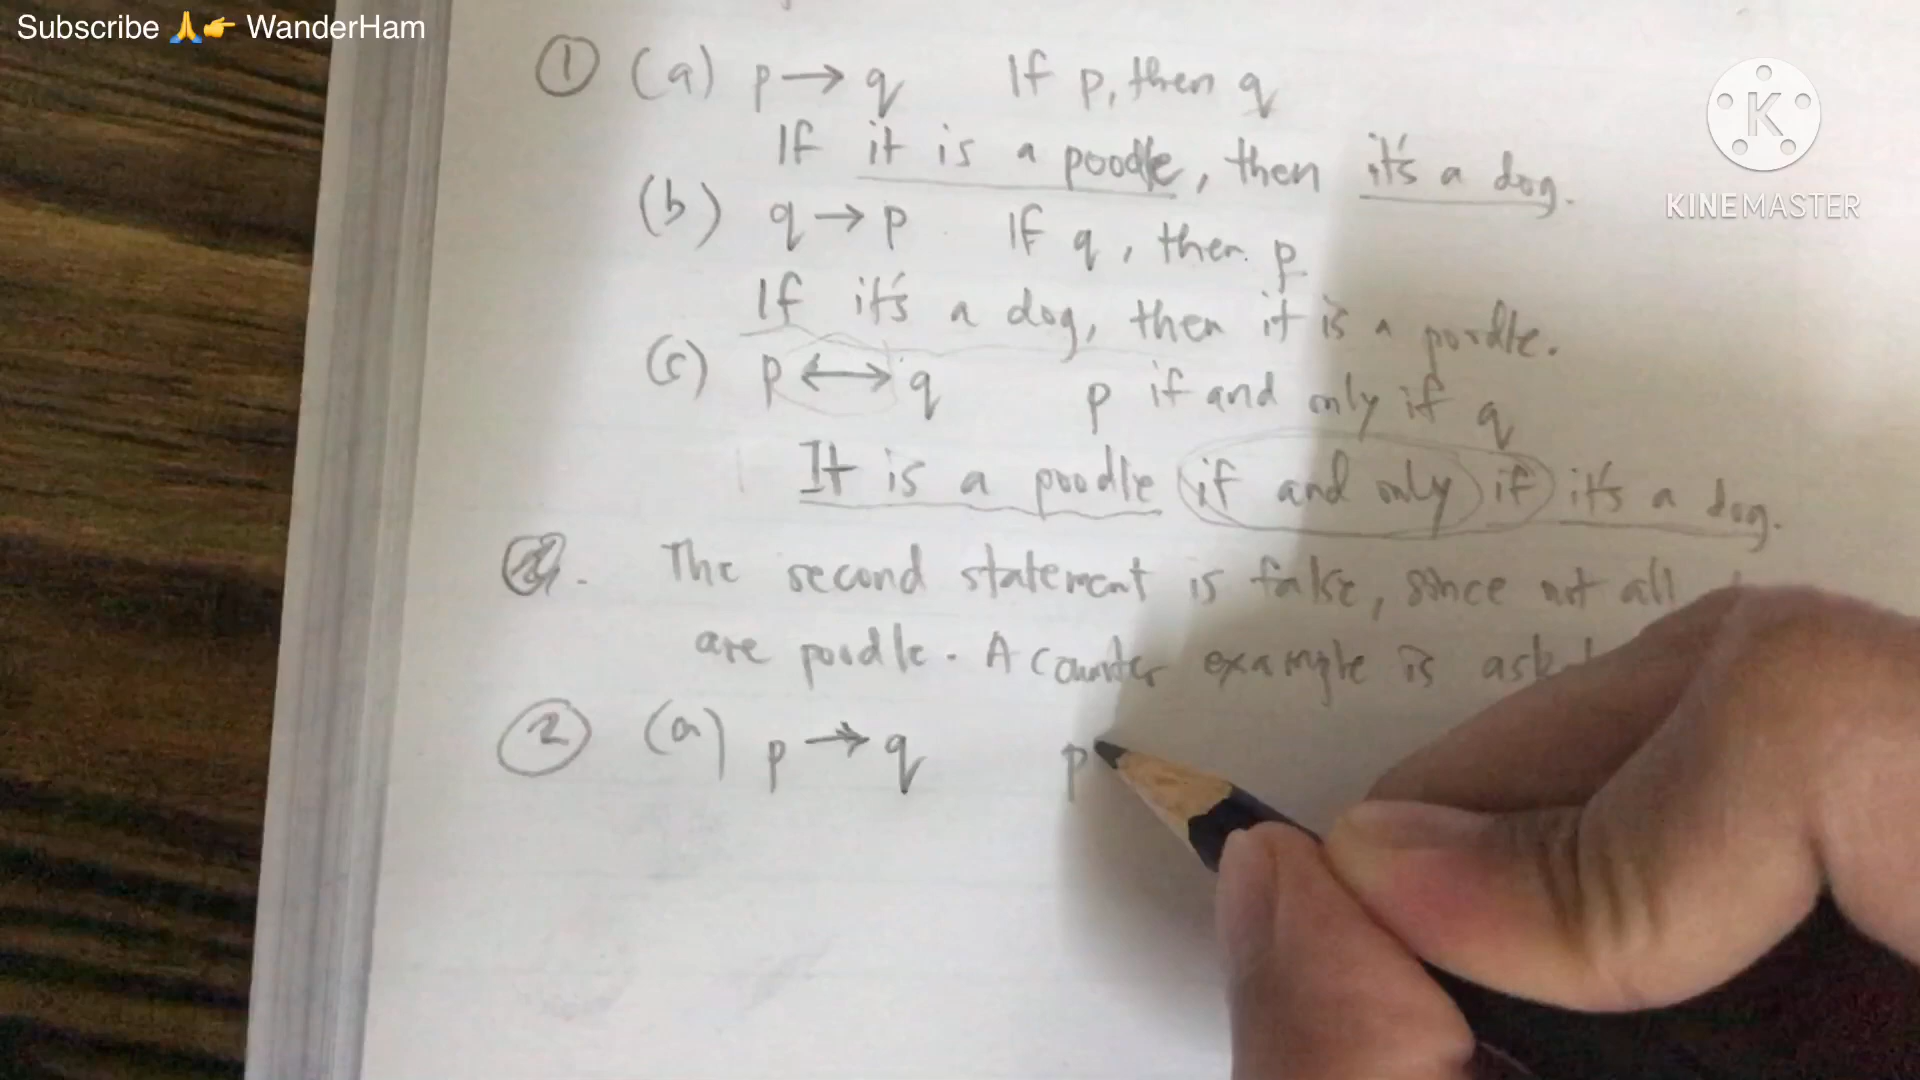 Subscribe 🙏👉 WanderHam
① (a) p → q If p, then q
If it is a poodle, then it's a dog.
(b) q → p If q, then p
If it's a dog, then it is a poodle.
(c) p ↔ q p if and only if q
It is a poodle if and only if it's a dog.
The second statement is false, since not all
are poodle. A counter example is
② (a) p → q p
K
KINEMASTER